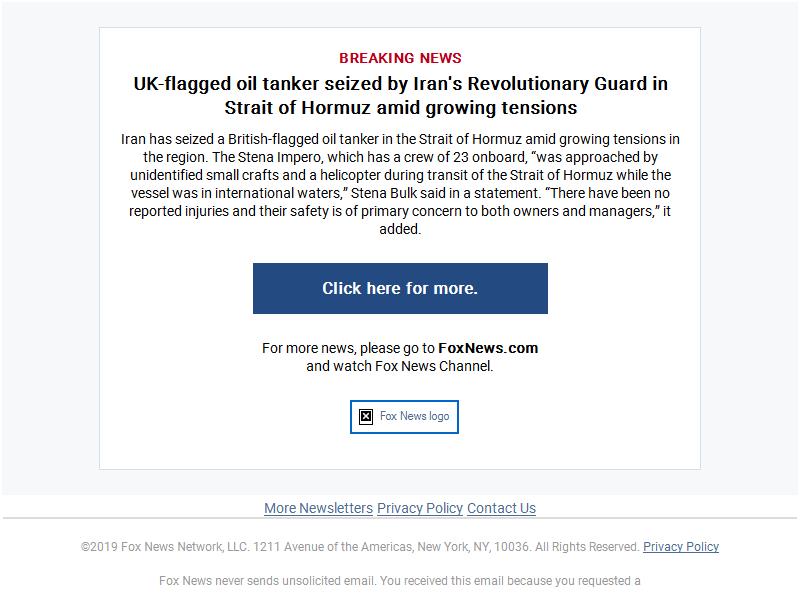 BREAKING NEWS
UK-flagged oil tanker seized by Iran's Revolutionary Guard in
Strait of Hormuz amid growing tensions
Iran has seized a British-flagged oil tanker in the Strait of Hormuz amid growing tensions in
the region. The Stena Impero, which has a crew of 23 onboard, “was approached by
unidentified small crafts and a helicopter during transit of the Strait of Hormuz while the
vessel was in international waters,” Stena Bulk said in a statement. “There have been no
reported injuries and their safety is of primary concern to both owners and managers,” it
added.
Click here for more.
For more news, please go to FoxNews.com
and watch Fox News Channel.
Fox News logo
More Newsletters Privacy Policy Contact Us
©2019 Fox News Network, LLC. 1211 Avenue of the Americas, New York, NY, 10036. All Rights Reserved. Privacy Policy
Fox News never sends unsolicited email. You received this email because you requested a